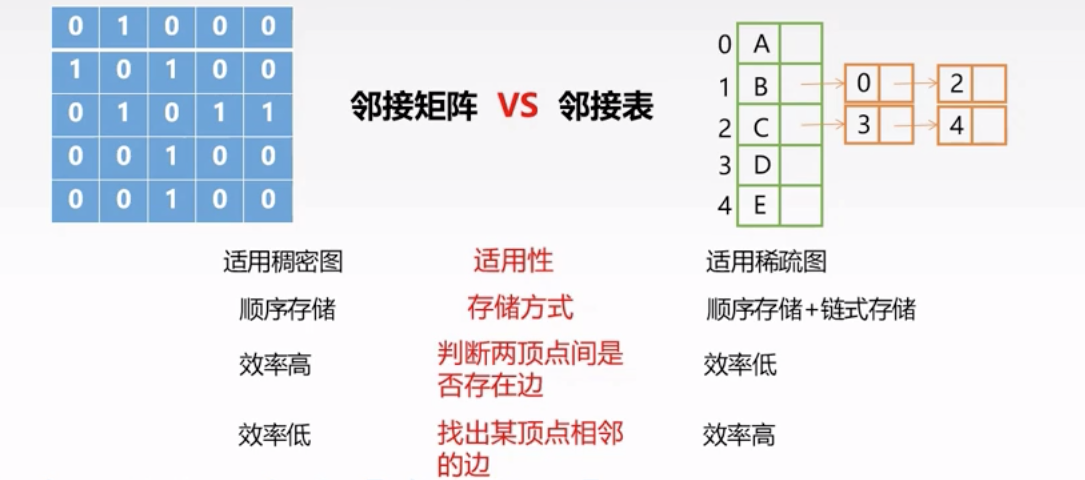 0 1 0 0 0
1 0 1 0 0
0 1 0 1 1
0 0 1 0 0
0 0 1 0 0
邻接矩阵 VS 邻接表
0 A
1 B 0 2
2 C 3 4
3 D
4 E
适用稠密图 适用性 适用稀疏图
顺序存储 存储方式 顺序存储+链式存储
效率高 判断两顶点间是 效率低
否存在边
效率低 找出某顶点相邻 效率高
的边